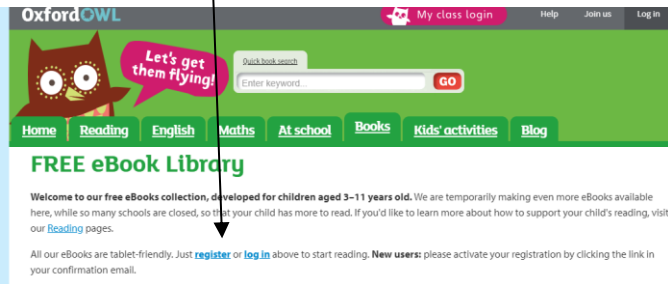 OxfordOWL
My class login
Help
Join us
Log in
Let's get
them flying!
Quick book search
Enter keyword...
GO
Home
Reading
English
Maths
At school
Books
Kids' activities
Blog
FREE eBook Library
Welcome to our free eBooks collection, developed for children aged 3–11 years old. We are temporarily making even more eBooks available
here, while so many schools are closed, so that your child has more to read. If you'd like to learn more about how to support your child's reading, visit
our Reading pages.
All our eBooks are tablet-friendly. Just register or log in above to start reading. New users: please activate your registration by clicking the link in
your confirmation email.